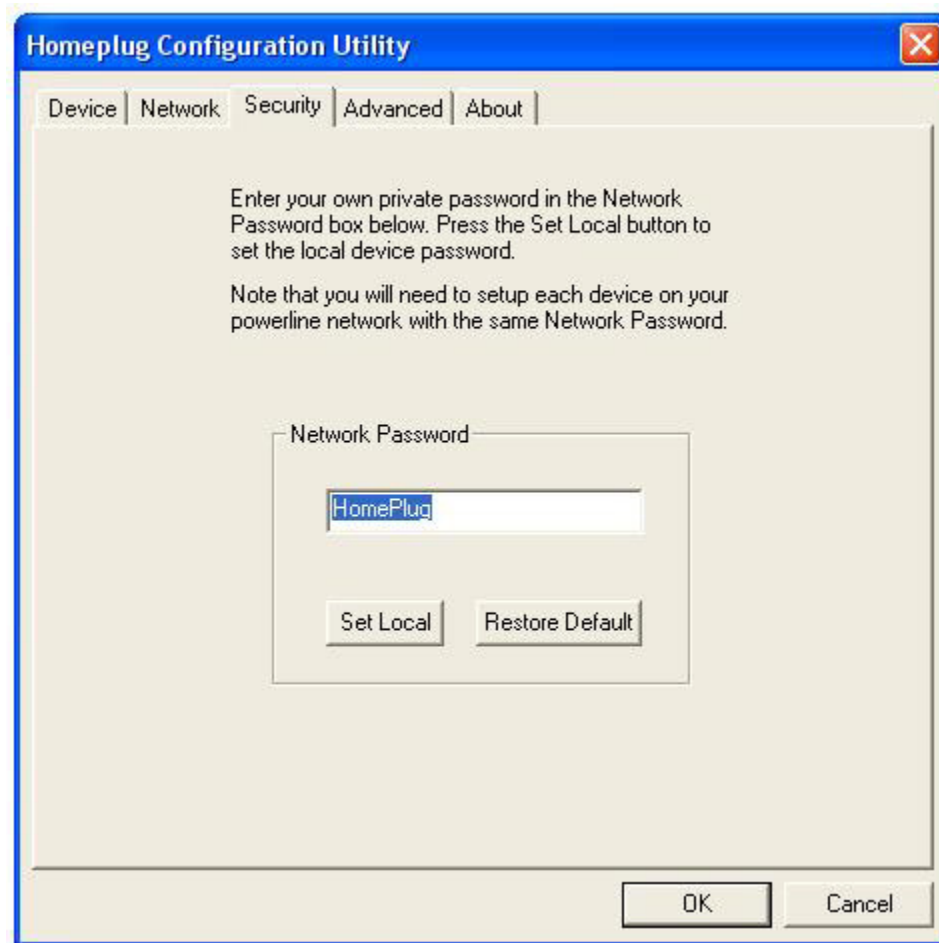 Homeplug Configuration Utility
Device Network Security Advanced About
Enter your own private password in the Network
Password box below. Press the Set Local button to
set the local device password.
Note that you will need to setup each device on your
powerline network with the same Network Password.
Network Password
HomePlug
Set Local Restore Default
OK Cancel